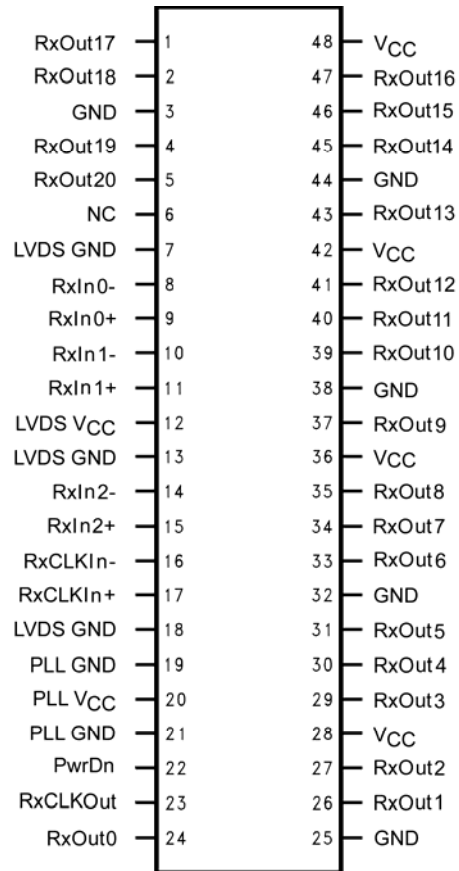 RxOut17 1 48 VCC
RxOut18 2 47 RxOut16
GND 3 46 RxOut15
RxOut19 4 45 RxOut14
RxOut20 5 44 GND
NC 6 43 RxOut13
LVDS GND 7 42 VCC
RxIn0- 8 41 RxOut12
RxIn0+ 9 40 RxOut11
RxIn1- 10 39 RxOut10
RxIn1+ 11 38 GND
LVDS VCC 12 37 RxOut9
LVDS GND 13 36 VCC
RxIn2- 14 35 RxOut8
RxIn2+ 15 34 RxOut7
RxCLKIn- 16 33 RxOut6
RxCLKIn+ 17 32 GND
LVDS GND 18 31 RxOut5
PLL GND 19 30 RxOut4
PLL VCC 20 29 RxOut3
PLL GND 21 28 VCC
PwrDn 22 27 RxOut2
RxCLKOut 23 26 RxOut1
RxOut0 24 25 GND